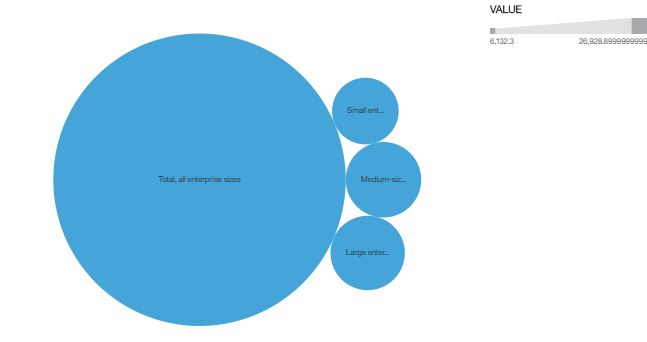 VALUE
6,132.3 26,928.8999999999
Small ent...
Total, all enterprise sizes
Medium-siz...
Large enter...